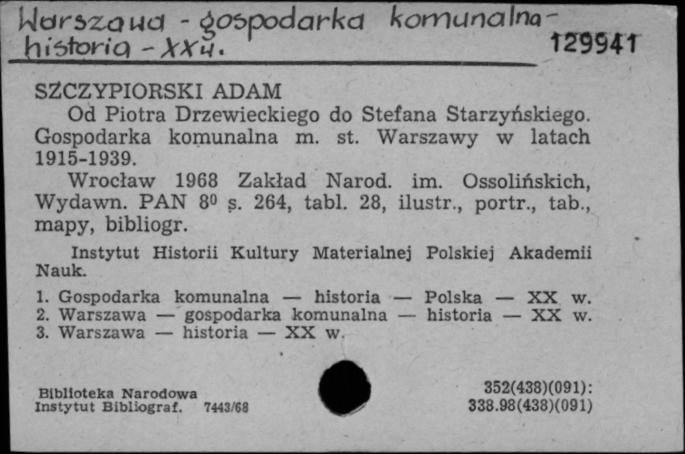 Warszawa - gospodarka komunalna -
historia - XX w.
129941
SZCZYPIORSKI ADAM
Od Piotra Drzewieckiego do Stefana Starzyńskiego.
Gospodarka komunalna m. st. Warszawy w latach
1915-1939.
Wrocław 1968 Zakład Narod. im. Ossolińskich,
Wydawn. PAN 8⁰ s. 264, tabl. 28, ilustr., portr., tab.,
mapy, bibliogr.
Instytut Historii Kultury Materialnej Polskiej Akademii
Nauk.
1. Gospodarka komunalna — historia — Polska — XX w.
2. Warszawa — gospodarka komunalna — historia — XX w.
3. Warszawa — historia — XX w.
Biblioteka Narodowa
Instytut Bibliograf. 7443/68
352(438)(091):
338.98(438)(091)